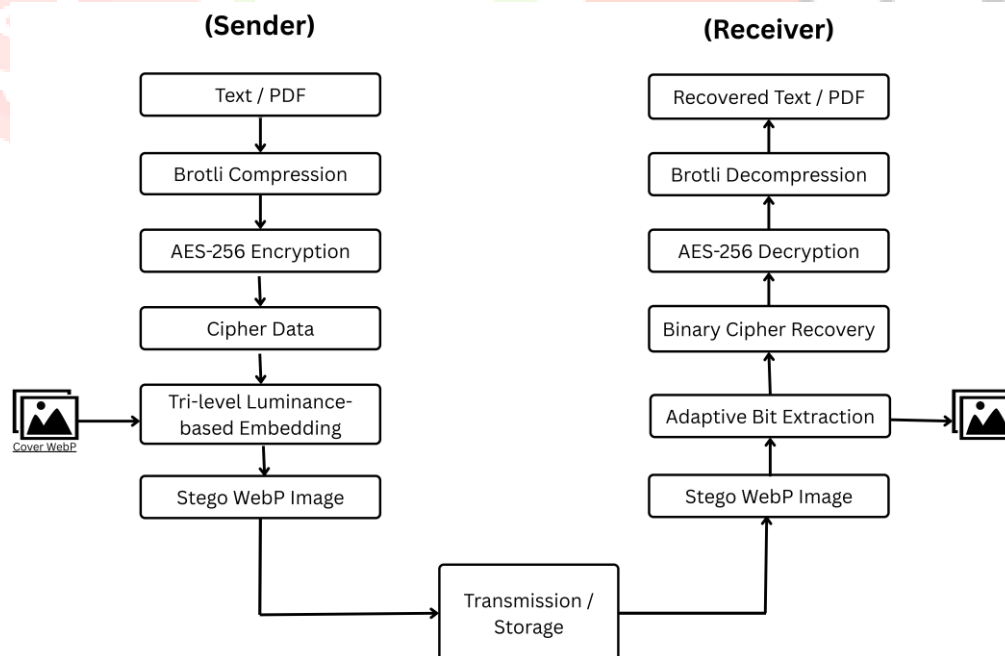 (Sender)
Text / PDF
Brotli Compression
AES-256 Encryption
Cipher Data
Cover WebP
Tri-level Luminance-
based Embedding
Stego WebP Image
Transmission /
Storage
(Receiver)
Recovered Text / PDF
Brotli Decompression
AES-256 Decryption
Binary Cipher Recovery
Adaptive Bit Extraction
Stego WebP Image